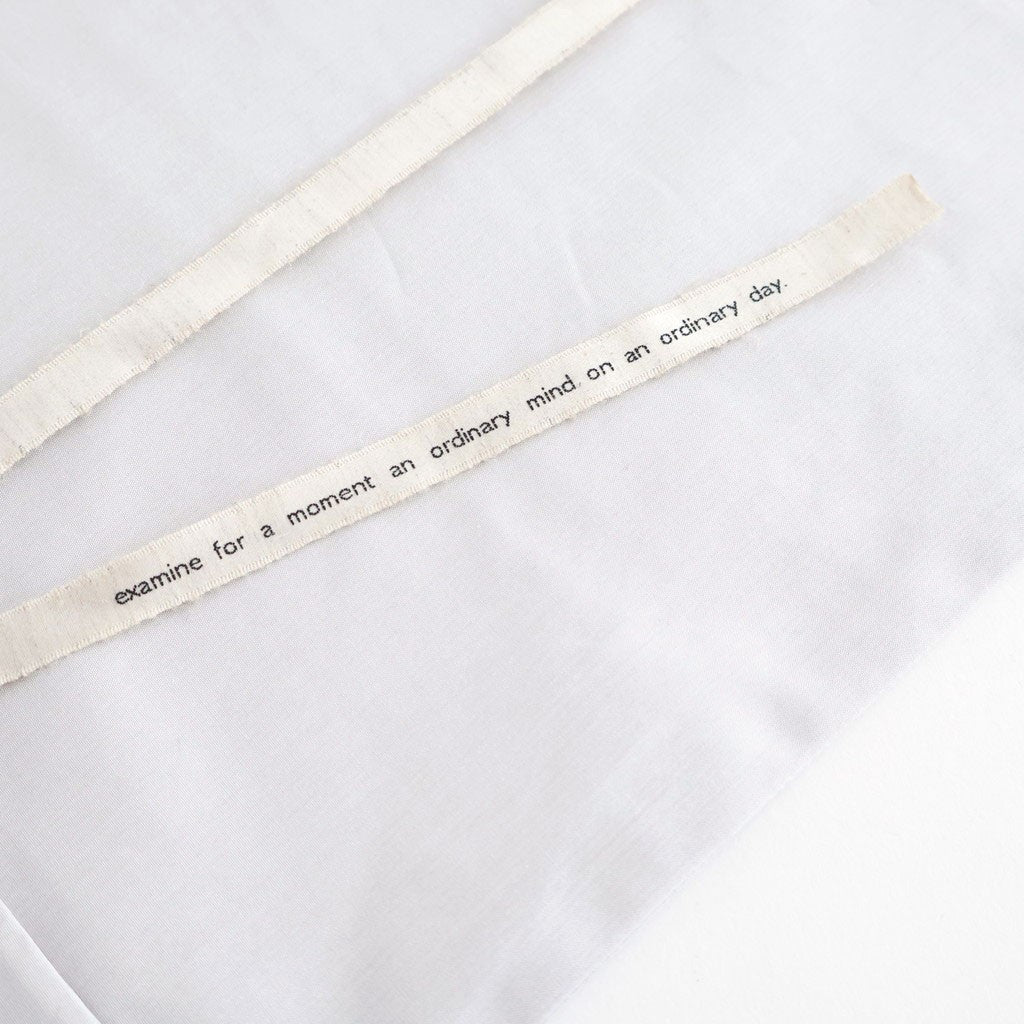 examine for a moment an ordinary mind on an ordinary day.